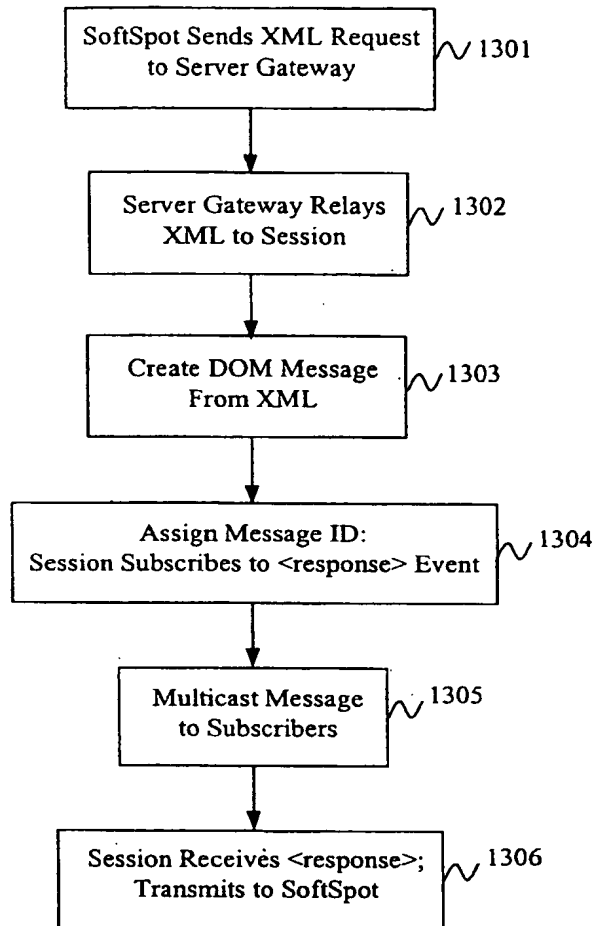 SoftSpot Sends XML Request
to Server Gateway
1301
Server Gateway Relays
XML to Session
1302
Create DOM Message
From XML
1303
Assign Message ID:
Session Subscribes to <response> Event
1304
Multicast Message
to Subscribers
1305
Session Receives <response>;
Transmits to SoftSpot
1306